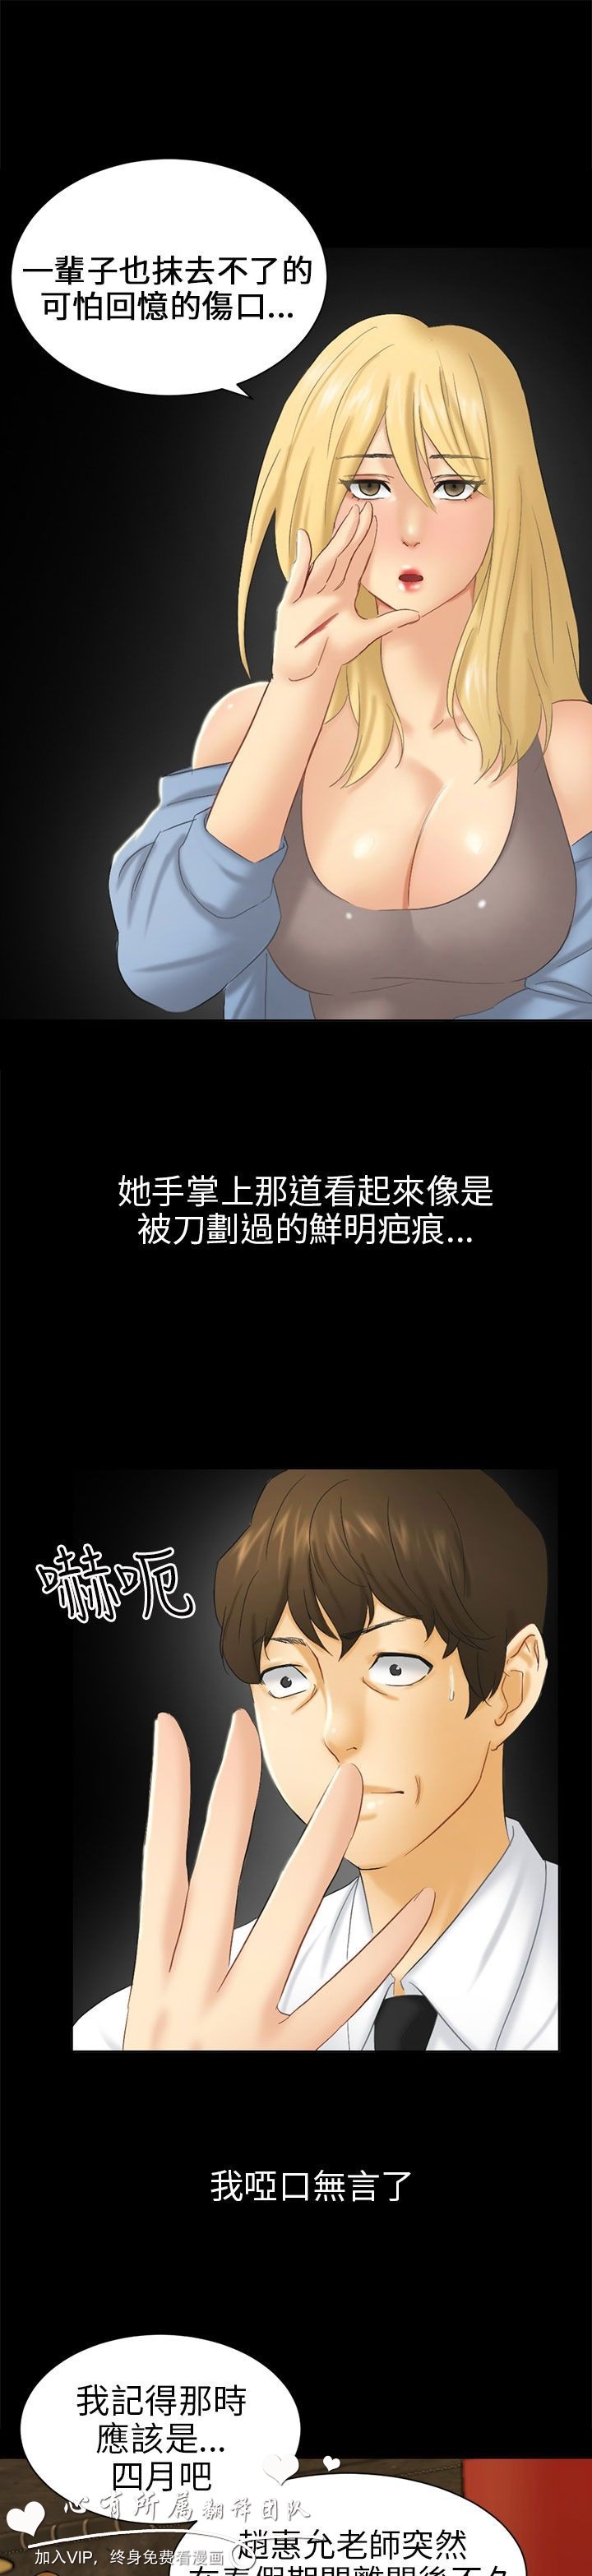 一輩子也抹去不了的
可怕回憶的傷口...
她手掌上那道看起來像是
被刀劃過的鮮明疤痕...
嚇呃
我啞口無言了
我記得那時
應該是...
四月吧
心有所属翻译团队
加入VIP，终身免费看漫画
趙惠允老師突然